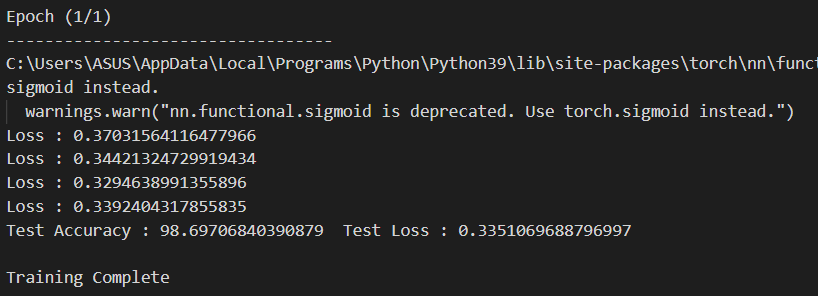 Epoch (1/1)
---------------------------------
C:\Users\ASUS\AppData\Local\Programs\Python\Python39\lib\site-packages\torch\nn\funct
sigmoid instead.
warnings.warn("nn.functional.sigmoid is deprecated. Use torch.sigmoid instead.")
Loss : 0.37031564116477966
Loss : 0.34421324729919434
Loss : 0.3294638991355896
Loss : 0.3392404317855835
Test Accuracy : 98.69706840390879  Test Loss : 0.3351069688796997
Training Complete